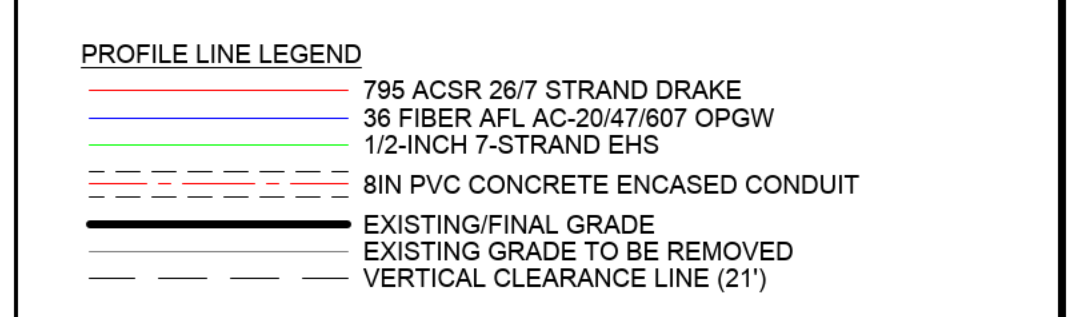 PROFILE LINE LEGEND
795 ACSR 26/7 STRAND DRAKE
36 FIBER AFL AC-20/47/607 OPGW
1/2-INCH 7-STRAND EHS
8IN PVC CONCRETE ENCASED CONDUIT
EXISTING/FINAL GRADE
EXISTING GRADE TO BE REMOVED
VERTICAL CLEARANCE LINE (21')